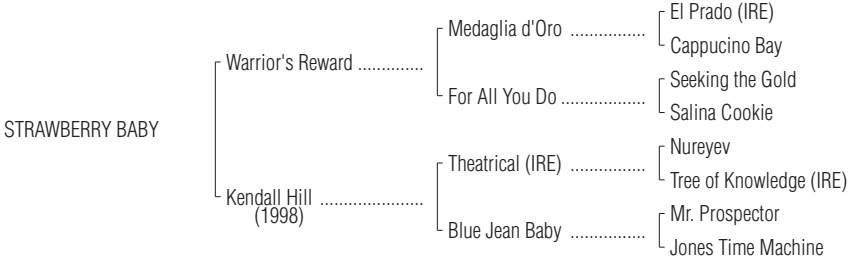 El Prado (IRE)
Medaglia d'Oro ..................
Cappucino Bay
Warrior's Reward ...............
Seeking the Gold
For All You Do ...................
Salina Cookie
STRAWBERRY BABY
Nureyev
Theatrical (IRE) ..................
Tree of Knowledge (IRE)
Kendall Hill .......................
(1998)
Mr. Prospector
Blue Jean Baby ..................
Jones Time Machine